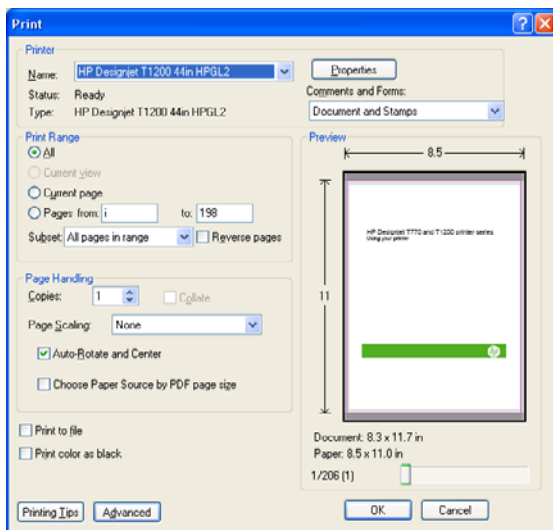 Print
Printer
Name: HP Designjet T1200 44in HPGL2
Properties
Status: Ready
Comments and Forms:
Type: HP Designjet T1200 44in HPGL2
Document and Stamps
Print Range
All
Current view
Current page
Pages from: i to: 198
Subset: All pages in range Reverse pages
Page Handling
Copies: 1 Collate
Page Scaling: None
Auto-Rotate and Center
Choose Paper Source by PDF page size
Print to file
Print color as black
Preview
8.5
11
HP Designjet T770 and T1200 printer series
Using your printer
hp
Document: 8.3 x 11.7 in
Paper: 8.5 x 11.0 in
1/206 (1)
Printing Tips Advanced OK Cancel